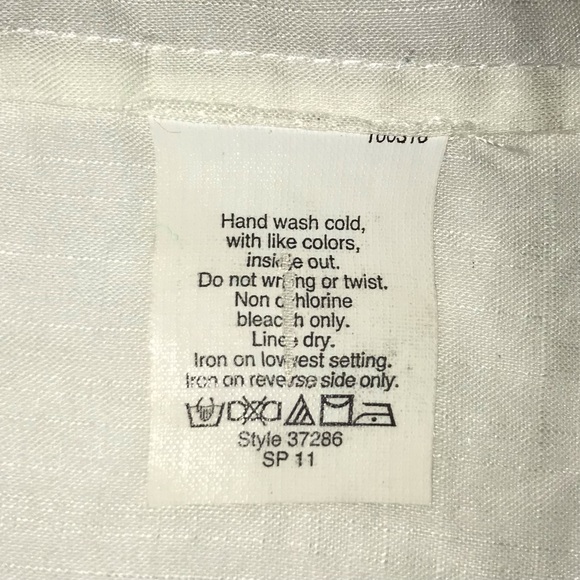 Hand wash cold,
with like colors,
inside out.
Do not wring or twist.
Non chlorine
bleach only.
Line dry.
Iron on lowest setting.
Iron on reverse side only.
Style 37286
SP 11